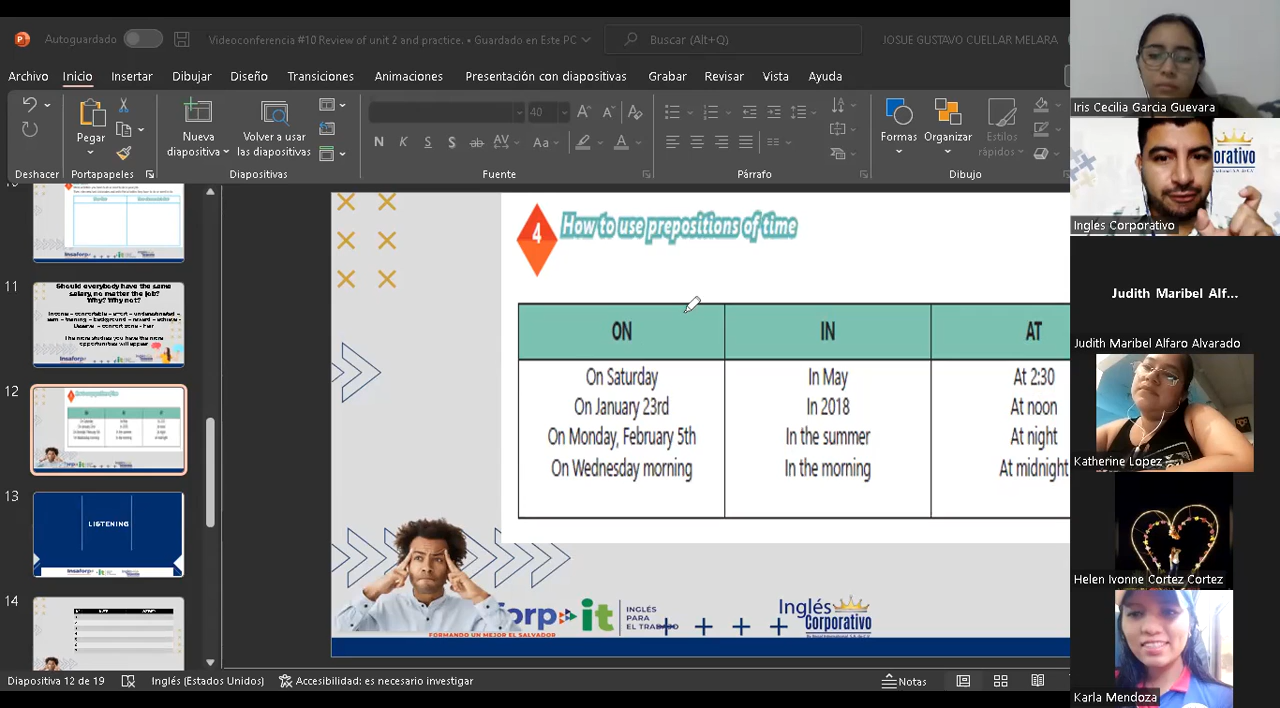 Autoguardado
Videoconferencia #10 Review of unit 2 and practice. • Guardado en Este PC
Buscar (Alt+Q)
JOSUE GUSTAVO CUELLAR MELARA
Archivo Inicio Insertar Dibujar Diseño Transiciones Animaciones Presentación con diapositivas Grabar Revisar Vista Ayuda
Pegar
Nueva diapositiva
Volver a usar las diapositivas
40
N K S S ab AV Aa A
Formas Organizar Estilos rápidos
Deshacer Portapapeles Diapositivas Fuente Párrafo Dibujo
11
Should everybody have the same
salary, no matter the job?
Why? Why not?
12
13
LISTENING
14
4 How to use prepositions of time
ON IN AT
On Saturday In May At 2:30
On January 23rd In 2018 At noon
On Monday, February 5th In the summer At night
On Wednesday morning In the morning At midnight
FORMANDO UN MEJOR EL SALVADOR
it
INGLÉS
PARA
EL TRABAJO
Inglés
Corporativo
Iris Cecilia Garcia Guevara
Ingles Corporativo
Judith Maribel Alf...
Judith Maribel Alfaro Alvarado
Katherine Lopez
Helen Ivonne Cortez Cortez
Karla Mendoza
Diapositiva 12 de 19
Inglés (Estados Unidos)
Accesibilidad: es necesario investigar
Notas